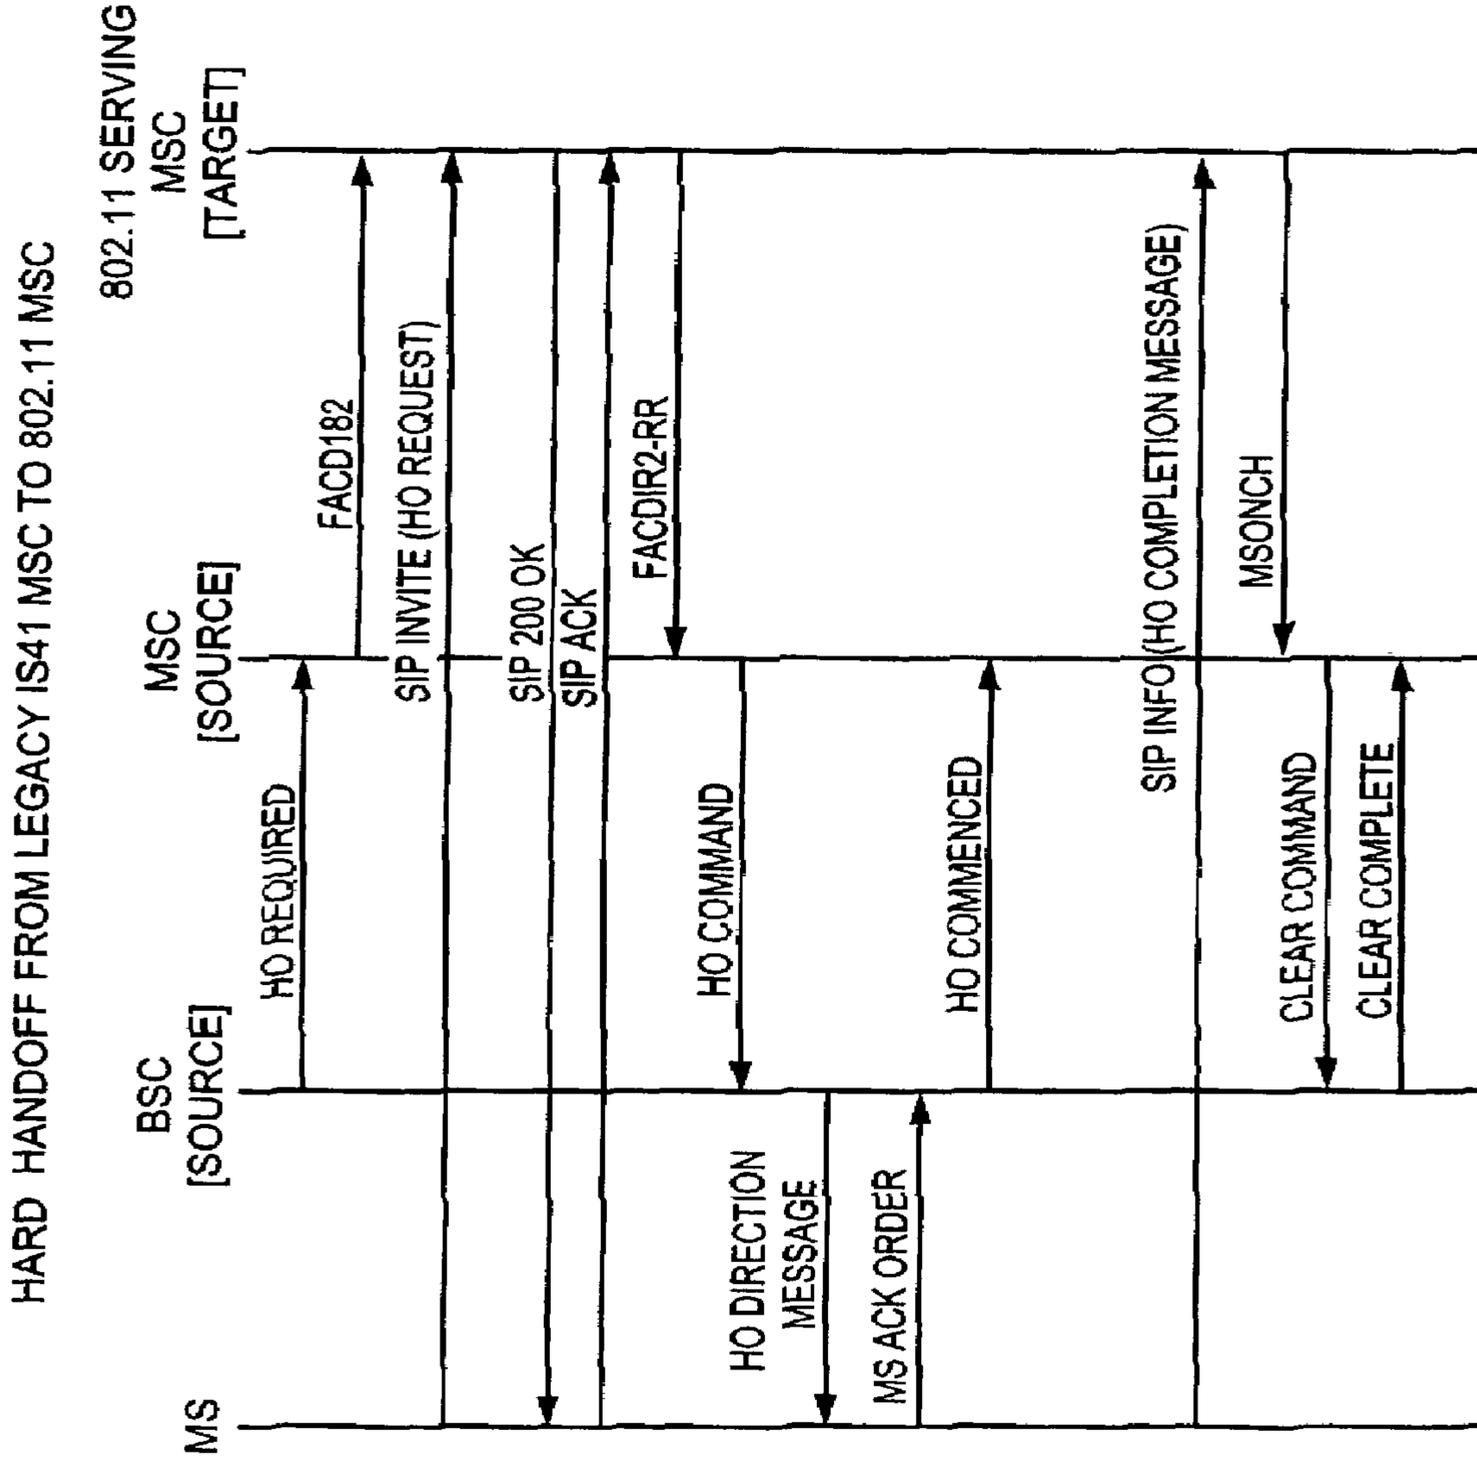 HARD HANDOFF FROM LEGACY IS41 MSC TO 802.11 MSC
MS
BSC
[SOURCE]
MSC
[SOURCE]
802.11 SERVING
MSC
[TARGET]
HO REQUIRED
FACD182
SIP INVITE (HO REQUEST)
SIP 200 OK
SIP ACK
FACDIR2-RR
HO COMMAND
HO DIRECTION
MESSAGE
MS ACK ORDER
HO COMMENCED
SIP INFO (HO COMPLETION MESSAGE)
MSONCH
CLEAR COMMAND
CLEAR COMPLETE